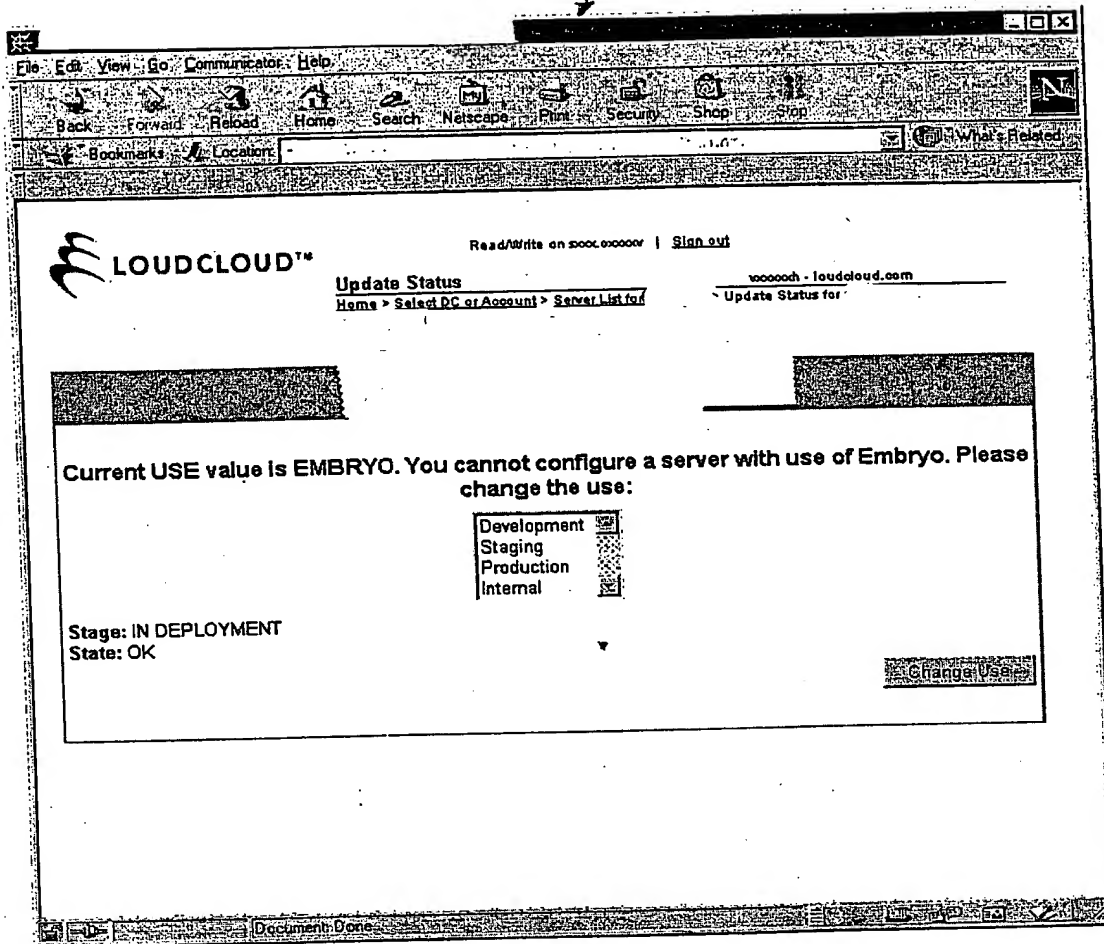 File Edit View Go Communicator Help
Back Forward Reload Home Search Netscape Print Security Shop Stop
Bookmarks Location: What's Related
LOUDCLOUD™
Read/Write on | Sign out
Update Status
- loudcloud.com
Home > Select DC or Account > Server List for
> Update Status for
Current USE value is EMBRYO. You cannot configure a server with use of Embryo. Please
change the use:
Development
Staging
Production
Internal
Stage: IN DEPLOYMENT
State: OK
Change Use
Document: Done